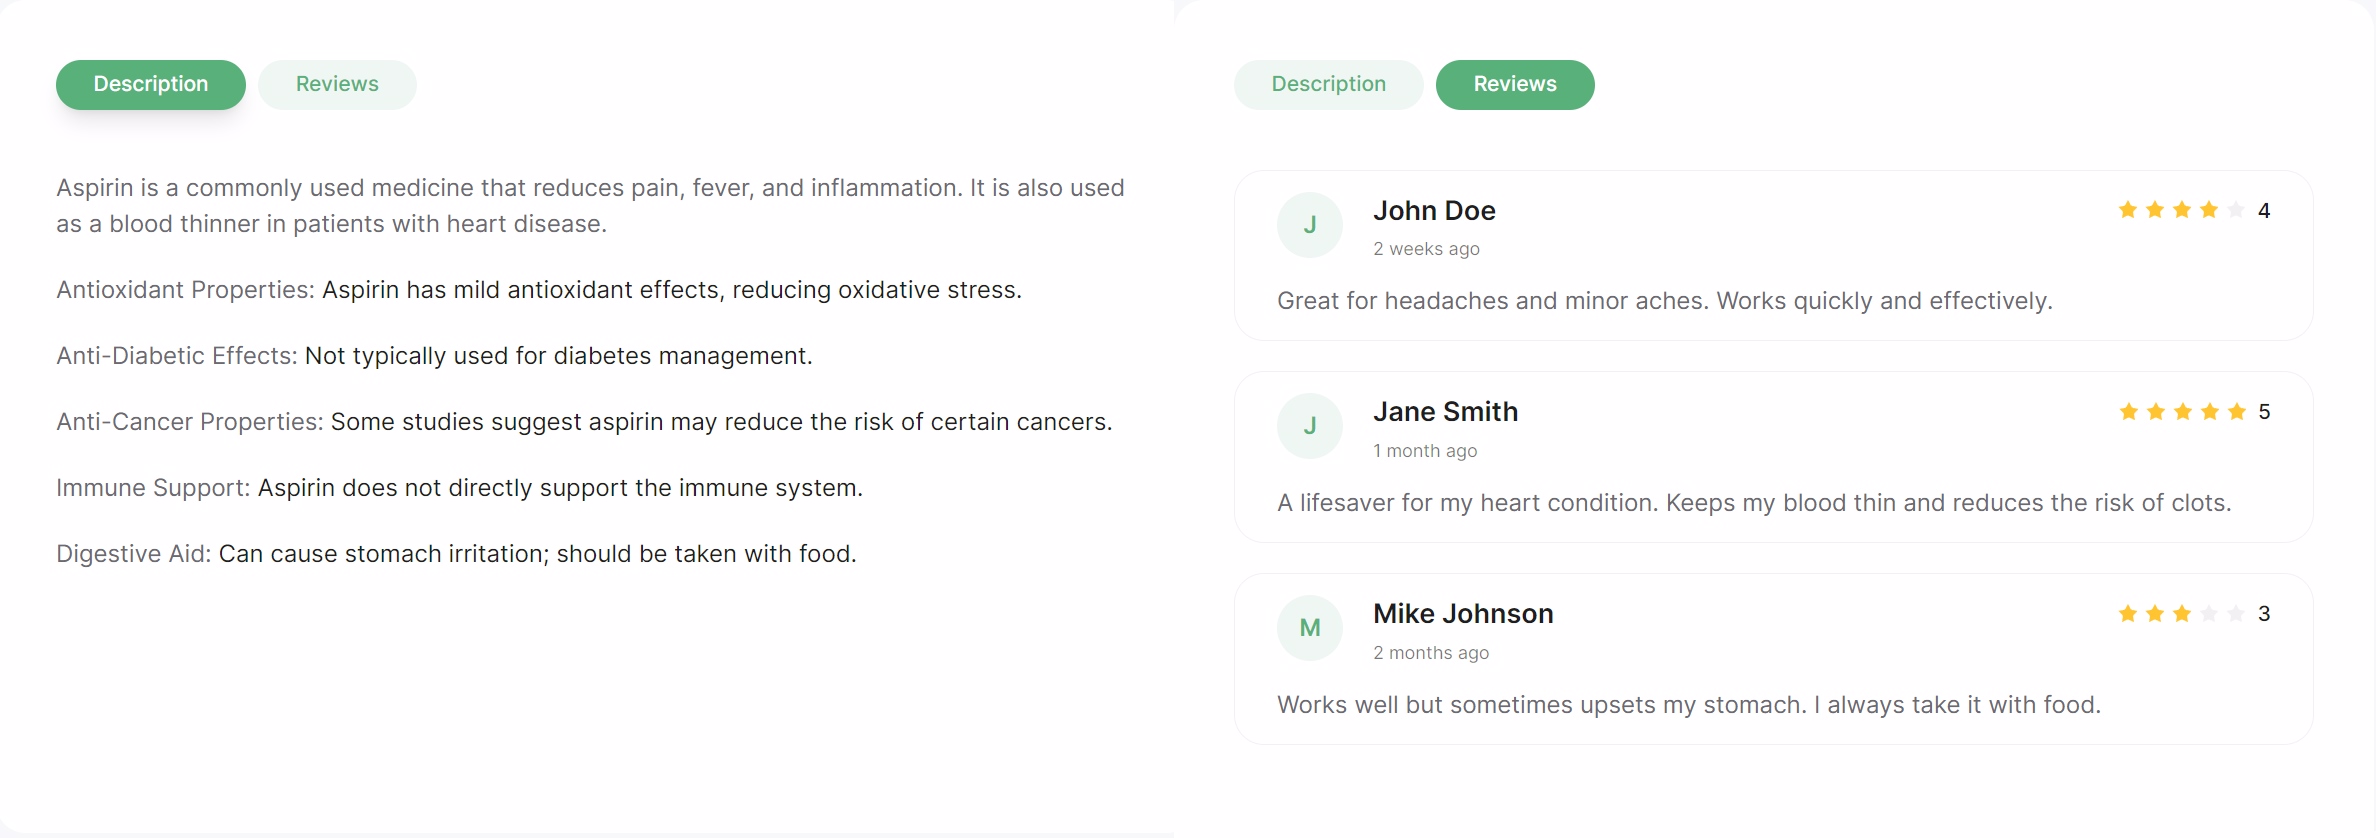 Description
Reviews
Aspirin is a commonly used medicine that reduces pain, fever, and inflammation. It is also used
as a blood thinner in patients with heart disease.
Antioxidant Properties: Aspirin has mild antioxidant effects, reducing oxidative stress.
Anti-Diabetic Effects: Not typically used for diabetes management.
Anti-Cancer Properties: Some studies suggest aspirin may reduce the risk of certain cancers.
Immune Support: Aspirin does not directly support the immune system.
Digestive Aid: Can cause stomach irritation; should be taken with food.
Description
Reviews
J
John Doe
4
2 weeks ago
Great for headaches and minor aches. Works quickly and effectively.
J
Jane Smith
5
1 month ago
A lifesaver for my heart condition. Keeps my blood thin and reduces the risk of clots.
M
Mike Johnson
3
2 months ago
Works well but sometimes upsets my stomach. I always take it with food.